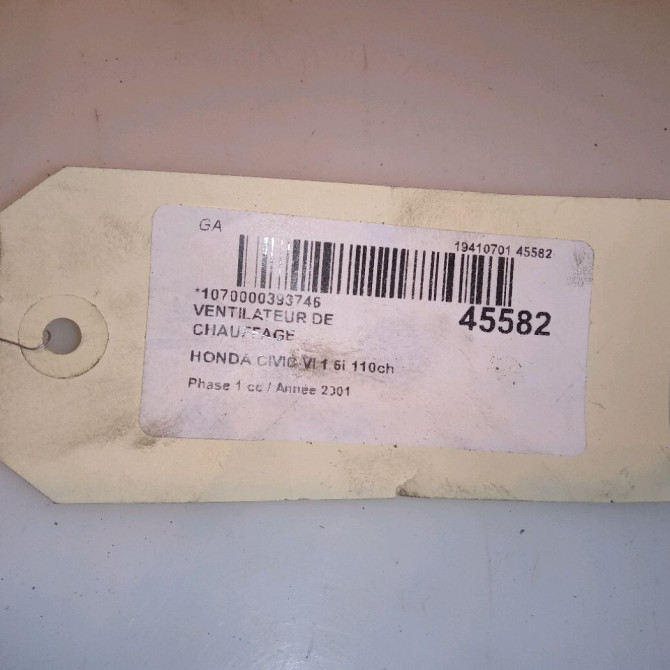 GA
19410701 45582
*1070000393746
45582
VENTILATEUR DE
CHAUFFAGE
HONDA CIVIC VI 1.6i 110ch
Phase 1 cc / Année 2001